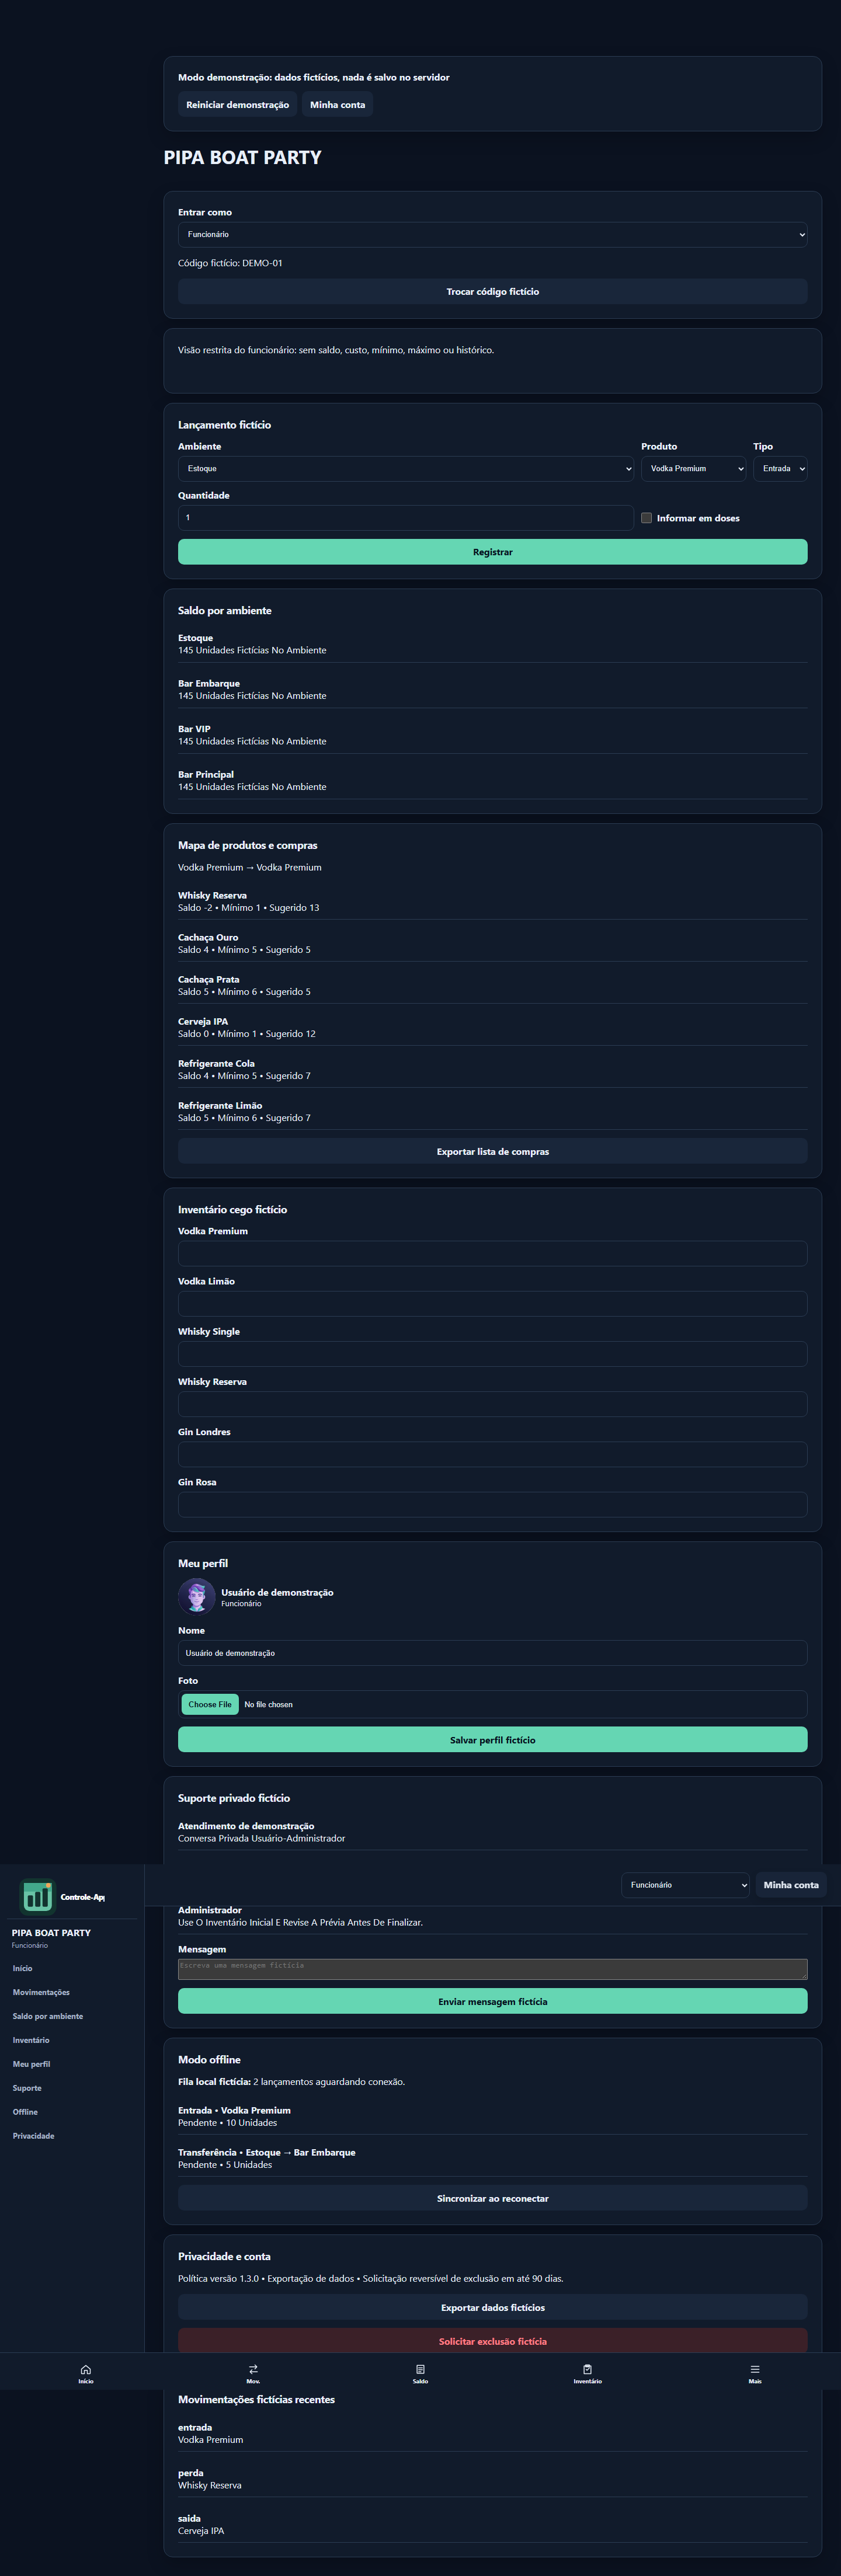 Modo demonstração: dados fictícios, nada é salvo no servidor
Reiniciar demonstração
Minha conta
PIPA BOAT PARTY
Entrar como
Funcionário
Código fictício: DEMO-01
Trocar código fictício
Visão restrita do funcionário: sem saldo, custo, mínimo, máximo ou histórico.
Lançamento fictício
Ambiente
Produto
Tipo
Estoque
Vodka Premium
Entrada
Quantidade
1
Informar em doses
Registrar
Saldo por ambiente
Estoque
145 Unidades Fictícias No Ambiente
Bar Embarque
145 Unidades Fictícias No Ambiente
Bar VIP
145 Unidades Fictícias No Ambiente
Bar Principal
145 Unidades Fictícias No Ambiente
Mapa de produtos e compras
Vodka Premium → Vodka Premium
Whisky Reserva
Saldo -2 • Mínimo 1 • Sugerido 13
Cachaça Ouro
Saldo 4 • Mínimo 5 • Sugerido 5
Cachaça Prata
Saldo 5 • Mínimo 6 • Sugerido 5
Cerveja IPA
Saldo 0 • Mínimo 1 • Sugerido 12
Refrigerante Cola
Saldo 4 • Mínimo 5 • Sugerido 7
Refrigerante Limão
Saldo 5 • Mínimo 6 • Sugerido 7
Exportar lista de compras
Inventário cego fictício
Vodka Premium
Vodka Limão
Whisky Single
Whisky Reserva
Gin Londres
Gin Rosa
Meu perfil
Usuário de demonstração
Funcionário
Nome
Usuário de demonstração
Foto
Choose File No file chosen
Salvar perfil fictício
Suporte privado fictício
Atendimento de demonstração
Conversa Privada Usuário-Administrador
Funcionário
Minha conta
Controle-Ap
PIPA BOAT PARTY
Funcionário
Início
Movimentações
Saldo por ambiente
Inventário
Meu perfil
Suporte
Offline
Privacidade
Administrador
Use O Inventário Inicial E Revise A Prévia Antes De Finalizar.
Mensagem
Escreva uma mensagem fictícia
Enviar mensagem fictícia
Modo offline
Fila local fictícia: 2 lançamentos aguardando conexão.
Entrada • Vodka Premium
Pendente • 10 Unidades
Transferência • Estoque → Bar Embarque
Pendente • 5 Unidades
Sincronizar ao reconectar
Privacidade e conta
Política versão 1.3.0 • Exportação de dados • Solicitação reversível de exclusão em até 90 dias.
Exportar dados fictícios
Solicitar exclusão fictícia
Início
Mov.
Saldo
Inventário
Mais
Movimentações fictícias recentes
entrada
Vodka Premium
perda
Whisky Reserva
saida
Cerveja IPA